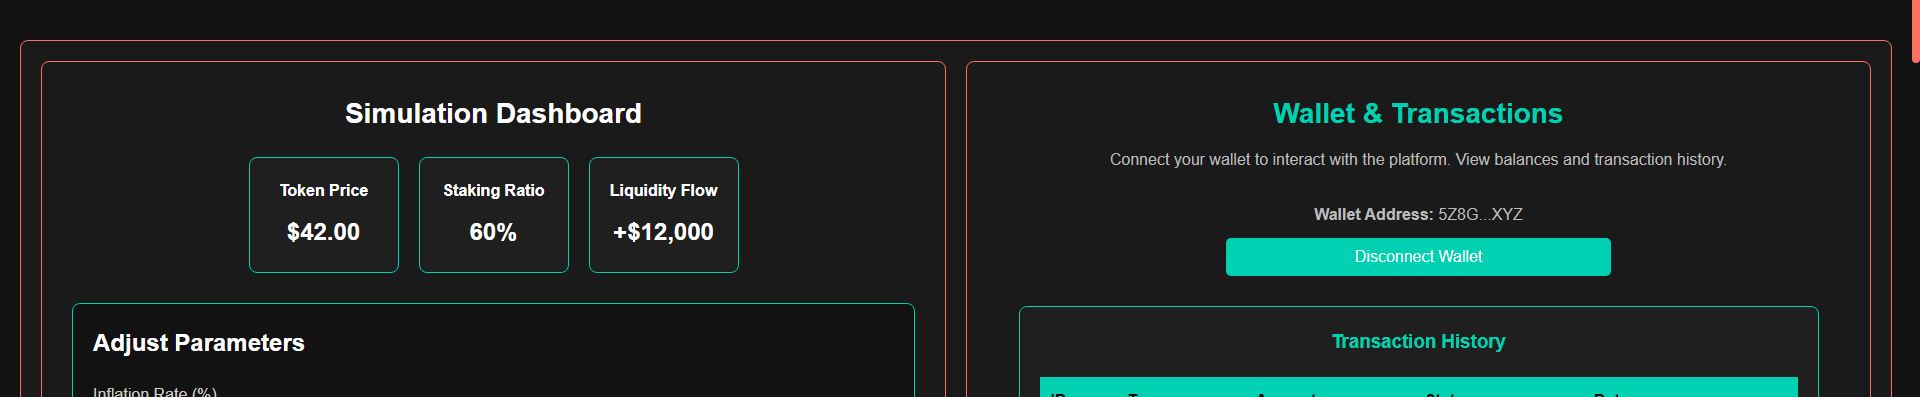 Simulation Dashboard
Token Price
$42.00
Staking Ratio
60%
Liquidity Flow
+$12,000
Adjust Parameters
Inflation Rate (%)
Wallet & Transactions
Connect your wallet to interact with the platform. View balances and transaction history.
Wallet Address: 5Z8G...XYZ
Disconnect Wallet
Transaction History